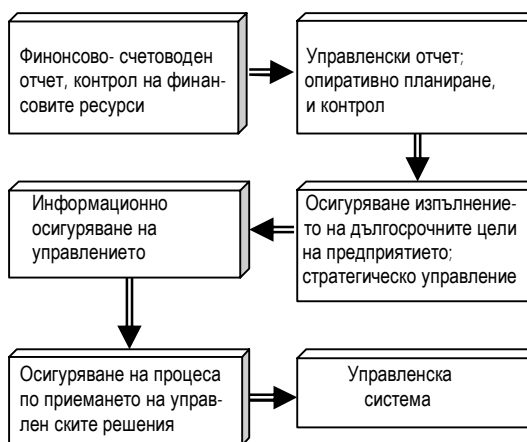 Финонсово- счетоводен
отчет, контрол на финан-
совите ресурси
Управленски отчет;
опиративно планиране,
и контрол
Осигуряване изпълнение-
то на дългосрочните цели
на предприятието;
стратегическо управление
Информационно
осигуряване на
управлението
Осигуряване на процеса
по приемането на управ-
лен ските решения
Управленска
система